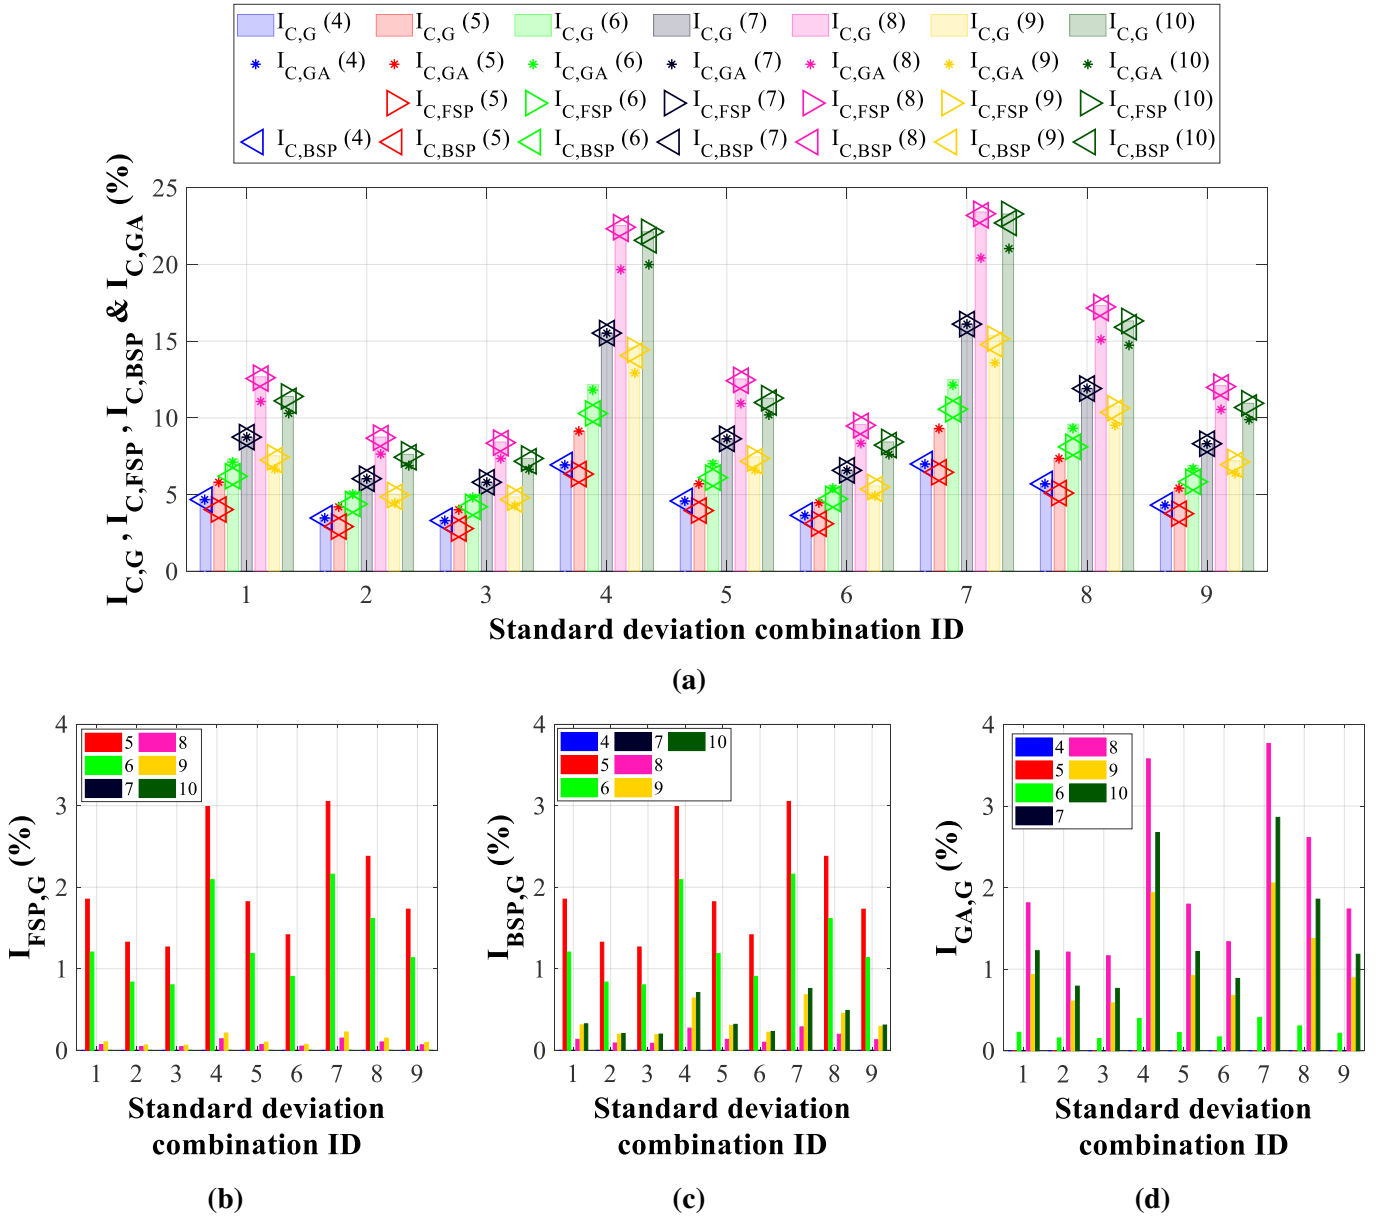 I_C,G (4) I_C,G (5) I_C,G (6) I_C,G (7) I_C,G (8) I_C,G (9) I_C,G (10)
I_C,GA (4) I_C,GA (5) I_C,GA (6) I_C,GA (7) I_C,GA (8) I_C,GA (9) I_C,GA (10)
I_C,FSP (5) I_C,FSP (6) I_C,FSP (7) I_C,FSP (8) I_C,FSP (9) I_C,FSP (10)
I_C,BSP (4) I_C,BSP (5) I_C,BSP (6) I_C,BSP (7) I_C,BSP (8) I_C,BSP (9) I_C,BSP (10)
I_C,G , I_C,FSP , I_C,BSP & I_C,GA (%)
25
20
15
10
5
0
1 2 3 4 5 6 7 8 9
Standard deviation combination ID
(a)
I_FSP,G (%)
4
3
2
1
0
5 8
6 9
7 10
1 2 3 4 5 6 7 8 9
Standard deviation
combination ID
(b)
I_BSP,G (%)
4
3
2
1
0
4 7 10
5 8
6 9
1 2 3 4 5 6 7 8 9
Standard deviation
combination ID
(c)
I_GA,G (%)
4
3
2
1
0
4 8
5 9
6 10
7
1 2 3 4 5 6 7 8 9
Standard deviation
combination ID
(d)